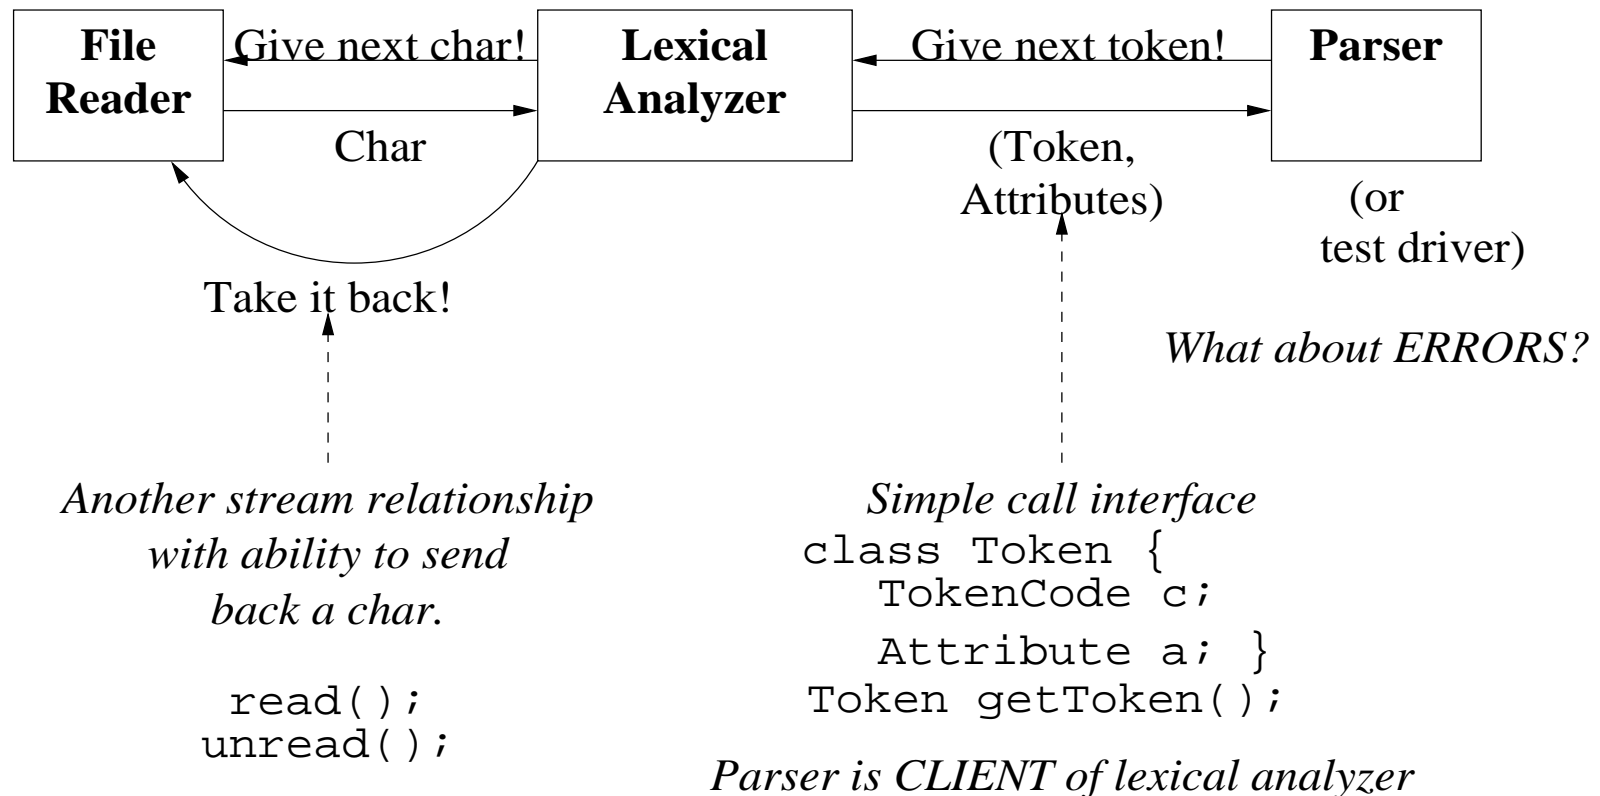 File
Reader
Give next char!
Lexical
Analyzer
Give next token!
Parser
Char
(Token,
Attributes)
(or
test driver)
Take it back!
What about ERRORS?
Another stream relationship
with ability to send
back a char.
read();
unread();
Simple call interface
class Token {
TokenCode c;
Attribute a; }
Token getToken();
Parser is CLIENT of lexical analyzer